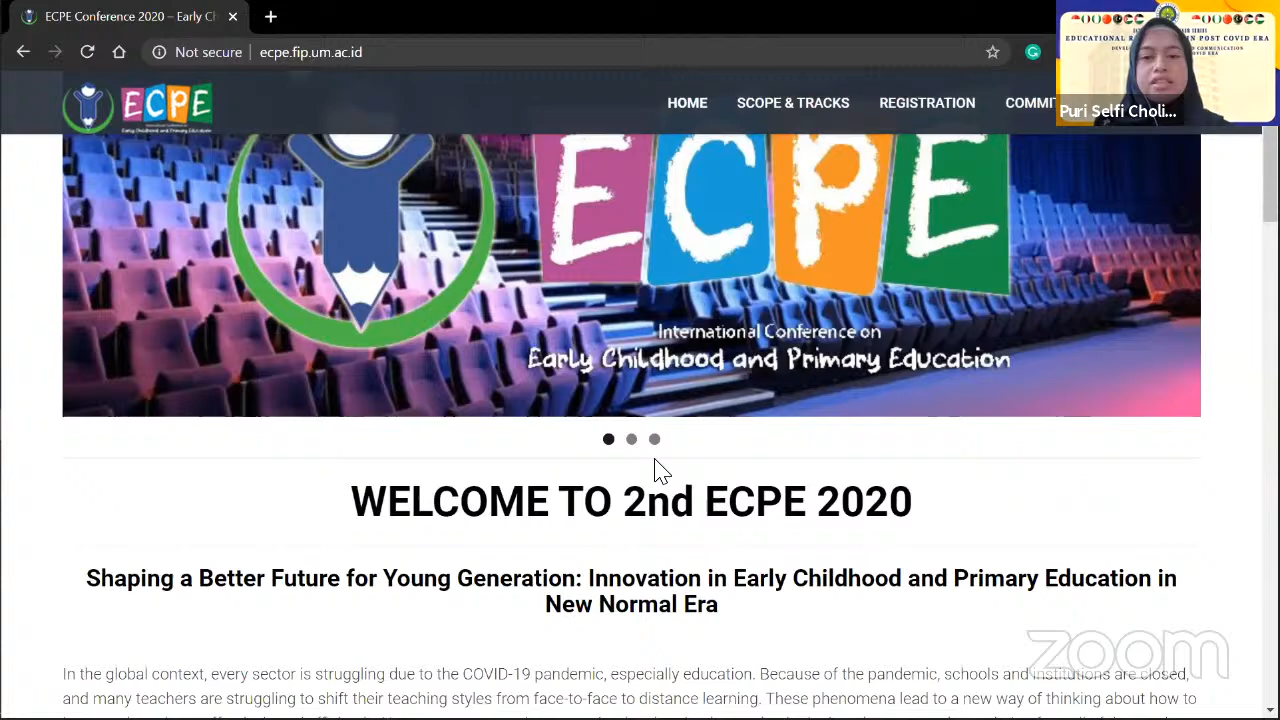 ECPE Conference 2020 – Early Ch
Not secure
ecpe.fip.um.ac.id
ECPE
HOME
SCOPE & TRACKS
REGISTRATION
COMMIT
Puri Selfi Choli...
ECPE
International Conference on
Early Childhood and Primary Education
WELCOME TO 2nd ECPE 2020
Shaping a Better Future for Young Generation: Innovation in Early Childhood and Primary Education in
New Normal Era
In the global context, every sector is struggling due to the COVID-19 pandemic, especially education. Because of the pandemic, schools and institutions are closed,
and many teachers are struggling to shift their teaching styles from face-to-face to distance learning. These phenomena lead to a new way of thinking about how to
zoom